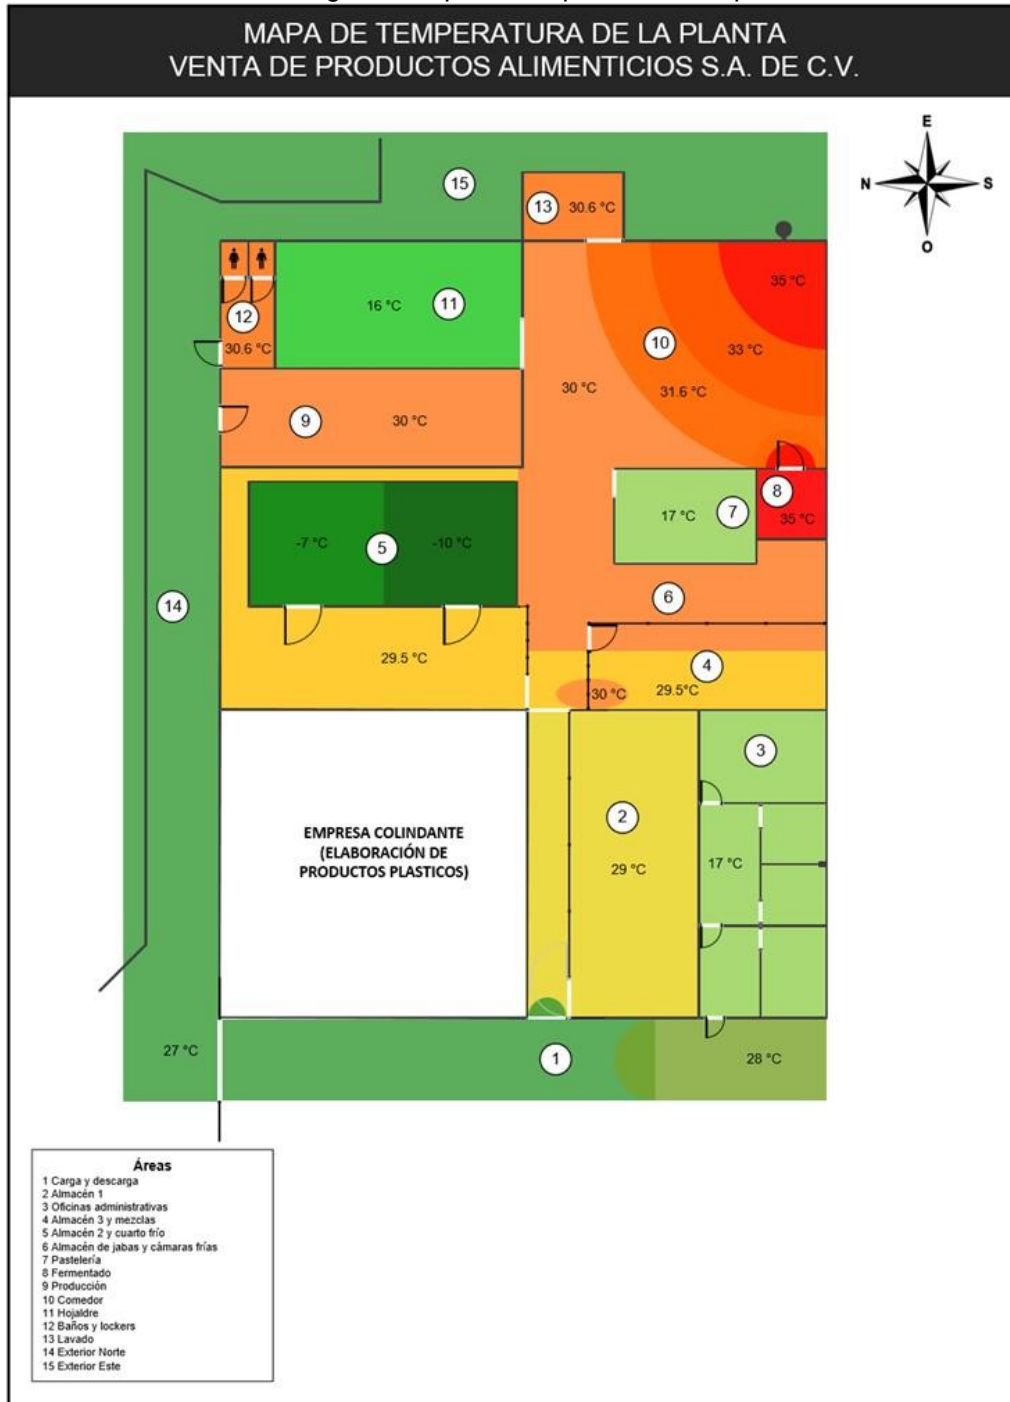 MAPA DE TEMPERATURA DE LA PLANTA
VENTA DE PRODUCTOS ALIMENTICIOS S.A. DE C.V.
E
N S
O
15
13 30.6 °C
35 °C
16 °C 11
12
30.6 °C
10
33 °C
30 °C
31.6 °C
9 30 °C
8
7
17 °C
35 °C
-7 °C 5 -10 °C
6
14
29.5 °C
4
30 °C 29.5°C
3
2
EMPRESA COLINDANTE
(ELABORACIÓN DE
PRODUCTOS PLASTICOS)
17 °C
29 °C
27 °C
1
28 °C
Áreas
1 Carga y descarga
2 Almacén 1
3 Oficinas administrativas
4 Almacén 3 y mezclas
5 Almacén 2 y cuarto frío
6 Almacén de jabas y cámaras frías
7 Pastelería
8 Fermentado
9 Producción
10 Comedor
11 Hojaldre
12 Baños y lockers
13 Lavado
14 Exterior Norte
15 Exterior Este